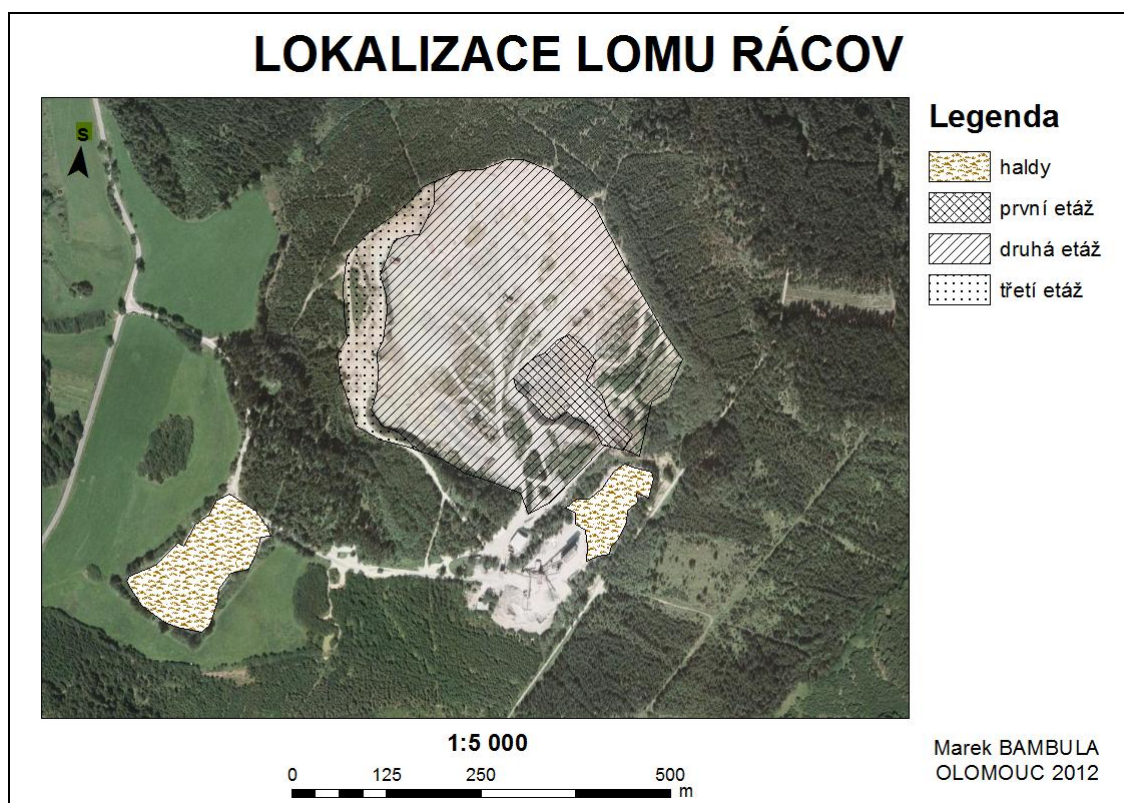 LOKALIZACE LOMU RÁCOV
S
Legenda
haldy
první etáž
druhá etáž
třetí etáž
1:5 000
0 125 250 500
m
Marek BAMBULA
OLOMOUC 2012